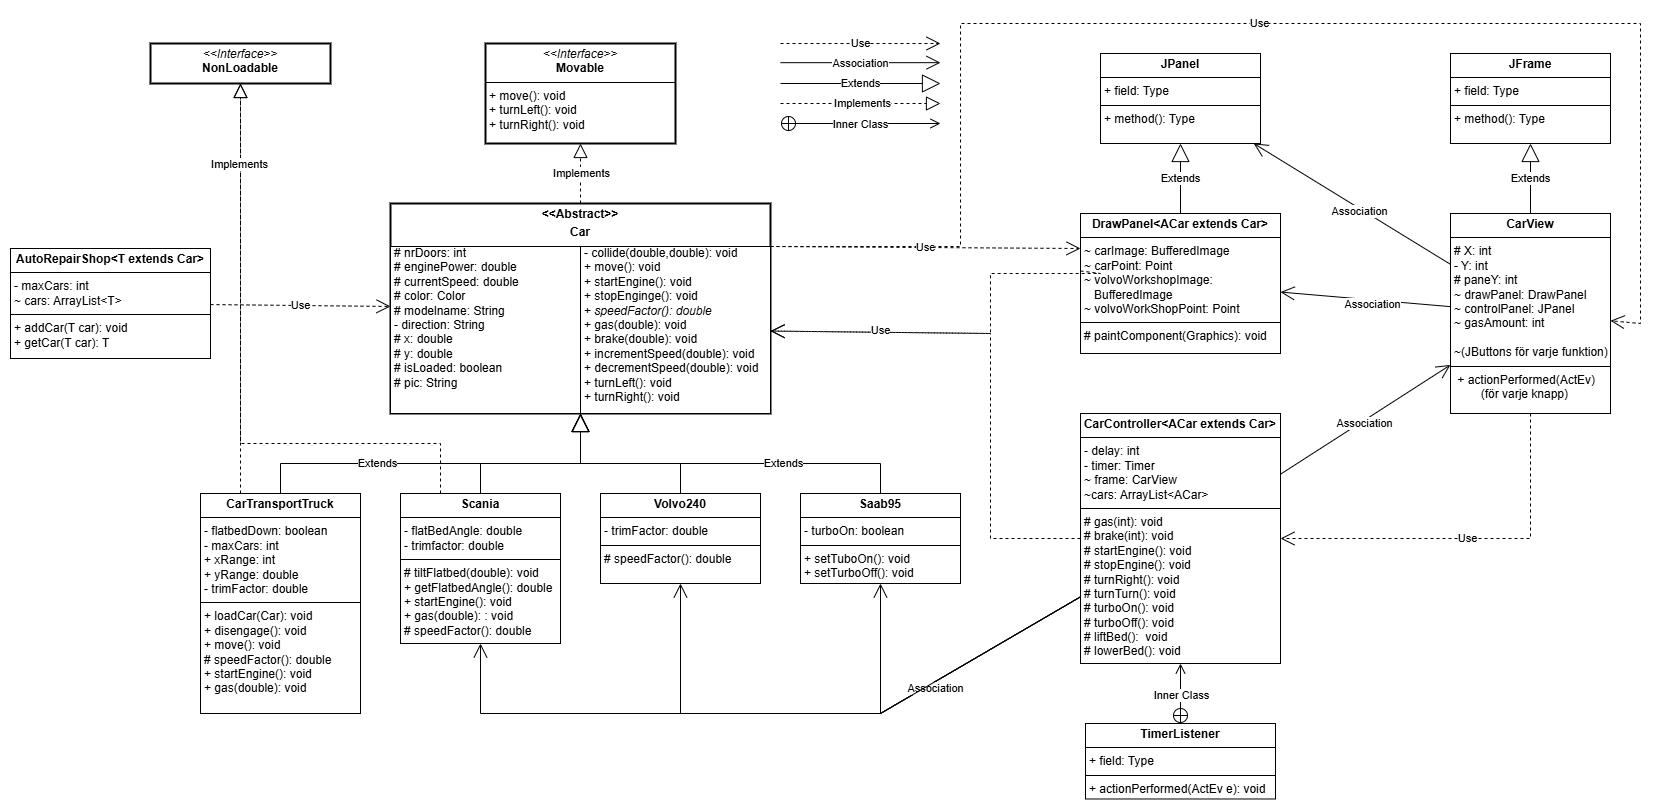 Use
<<Interface>>
NonLoadable
<<Interface>>
Movable
+ move(): void
+ turnLeft(): void
+ turnRight(): void
Use
Association
Extends
Implements
Inner Class
JPanel
+ field: Type
+ method(): Type
JFrame
+ field: Type
+ method(): Type
Implements
Implements
Extends
Extends
Association
<<Abstract>>
Car
# nrDoors: int
# enginePower: double
# currentSpeed: double
# color: Color
# modelname: String
- direction: String
# x: double
# y: double
# isLoaded: boolean
# pic: String
- collide(double,double): void
+ move(): void
+ startEngine(): void
+ stopEnginge(): void
+ speedFactor(): double
+ gas(double): void
+ brake(double): void
+ incrementSpeed(double): void
+ decrementSpeed(double): void
+ turnLeft(): void
+ turnRight(): void
AutoRepairShop<T extends Car>
- maxCars: int
~ cars: ArrayList<T>
+ addCar(T car): void
+ getCar(T car): T
Use
Use
Use
DrawPanel<ACar extends Car>
~ carImage: BufferedImage
~ carPoint: Point
~ volvoWorkshopImage:
BufferedImage
~ volvoWorkShopPoint: Point
# paintComponent(Graphics): void
Association
CarView
# X: int
- Y: int
# paneY: int
~ drawPanel: DrawPanel
~ controlPanel: JPanel
~ gasAmount: int
~(JButtons för varje funktion)
+ actionPerformed(ActEv)
(för varje knapp)
Association
Extends
Extends
CarTransportTruck
- flatbedDown: boolean
- maxCars: int
+ xRange: int
+ yRange: double
- trimFactor: double
+ loadCar(Car): void
+ disengage(): void
+ move(): void
# speedFactor(): double
+ startEngine(): void
+ gas(double): void
Scania
- flatBedAngle: double
- trimfactor: double
# tiltFlatbed(double): void
+ getFlatbedAngle(): double
+ startEngine(): void
+ gas(double): : void
# speedFactor(): double
Volvo240
- trimFactor: double
# speedFactor(): double
Saab95
- turboOn: boolean
+ setTuboOn(): void
+ setTurboOff(): void
CarController<ACar extends Car>
- delay: int
- timer: Timer
~ frame: CarView
~cars: ArrayList<ACar>
# gas(int): void
# brake(int): void
# startEngine(): void
# stopEngine(): void
# turnRight(): void
# turnTurn(): void
# turboOn(): void
# turboOff(): void
# liftBed():  void
# lowerBed(): void
Use
Association
Inner Class
TimerListener
+ field: Type
+ actionPerformed(ActEv e): void